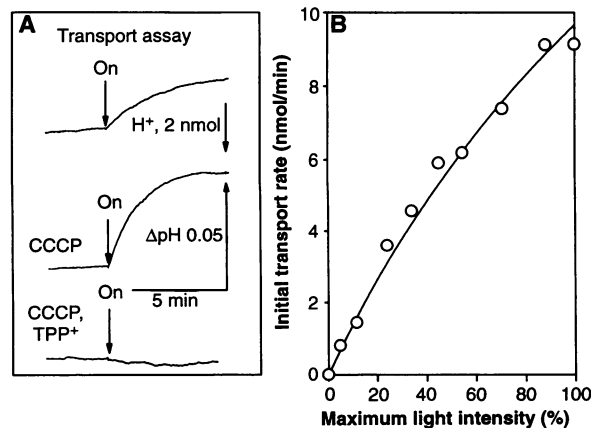 A
Transport assay
On
H⁺, 2 nmol
On
CCCP
ΔpH 0.05
5 min
On
CCCP,
TPP⁺
B
Initial transport rate (nmol/min)
10
8
6
4
2
0
0 20 40 60 80 100
Maximum light intensity (%)